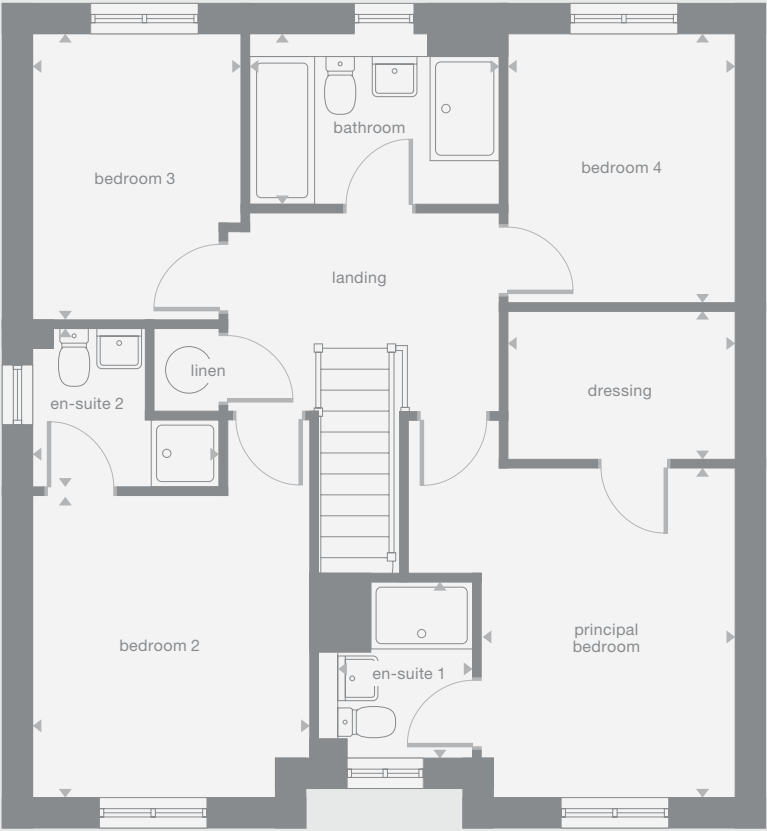 bathroom
bedroom 3
bedroom 4
landing
linen
dressing
en-suite 2
bedroom 2
principal
bedroom
en-suite 1